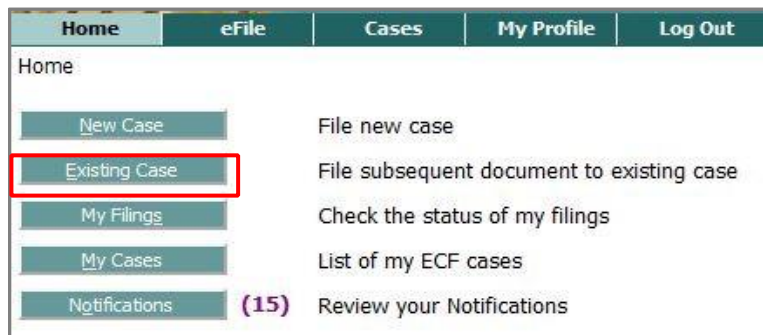 Home eFile Cases My Profile Log Out
Home
New Case File new case
Existing Case File subsequent document to existing case
My Filings Check the status of my filings
My Cases List of my ECF cases
Notifications (15) Review your Notifications